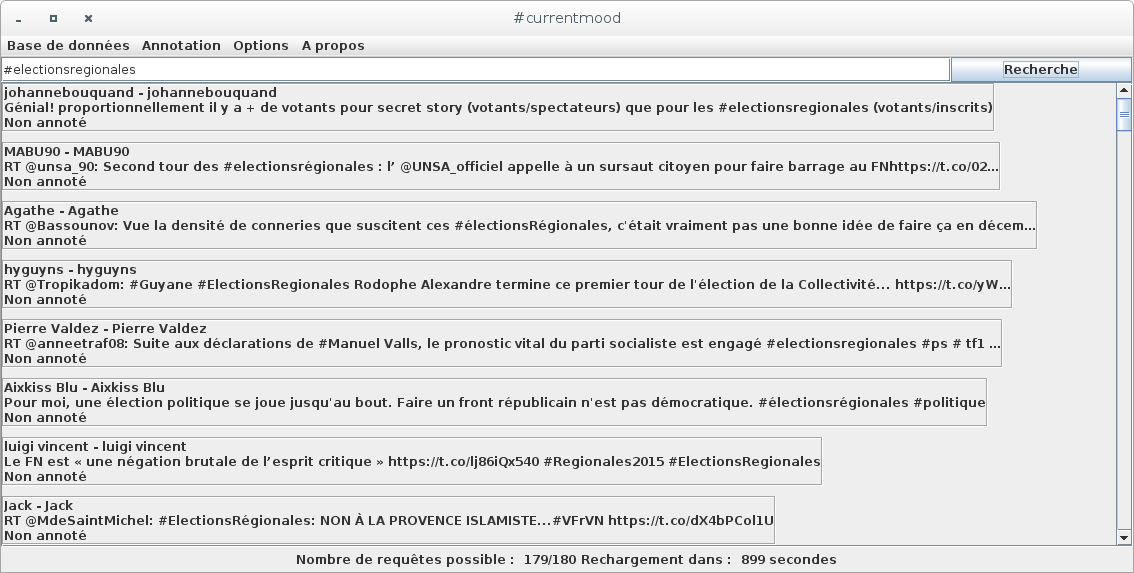 #currentmood
Base de données Annotation Options A propos
#electionsregionales Recherche
johannebouquand - johannebouquand
Génial! proportionnellement il y a + de votants pour secret story (votants/spectateurs) que pour les #electionsregionales (votants/inscrits)
Non annoté
MABU90 - MABU90
RT @unsa_90: Second tour des #electionsrégionales : l’ @UNSA_officiel appelle à un sursaut citoyen pour faire barrage au FNhttps://t.co/02...
Non annoté
Agathe - Agathe
RT @Bassounov: Vue la densité de conneries que suscitent ces #électionsRégionales, c'était vraiment pas une bonne idée de faire ça en décem...
Non annoté
hyguyns - hyguyns
RT @Tropikadom: #Guyane #ElectionsRegionales Rodophe Alexandre termine ce premier tour de l'élection de la Collectivité... https://t.co/yW...
Non annoté
Pierre Valdez - Pierre Valdez
RT @anneetraf08: Suite aux déclarations de #Manuel Valls, le pronostic vital du parti socialiste est engagé #electionsregionales #ps # tf1 ...
Non annoté
Aixkiss Blu - Aixkiss Blu
Pour moi, une élection politique se joue jusqu'au bout. Faire un front républicain n'est pas démocratique. #électionsrégionales #politique
Non annoté
luigi vincent - luigi vincent
Le FN est « une négation brutale de l’esprit critique » https://t.co/lj86iQx540 #Regionales2015 #ElectionsRegionales
Non annoté
Jack - Jack
RT @MdeSaintMichel: #ElectionsRégionales: NON À LA PROVENCE ISLAMISTE...#VFrVN https://t.co/dX4bPCol1U
Non annoté
Nombre de requêtes possible : 179/180 Rechargement dans : 899 secondes